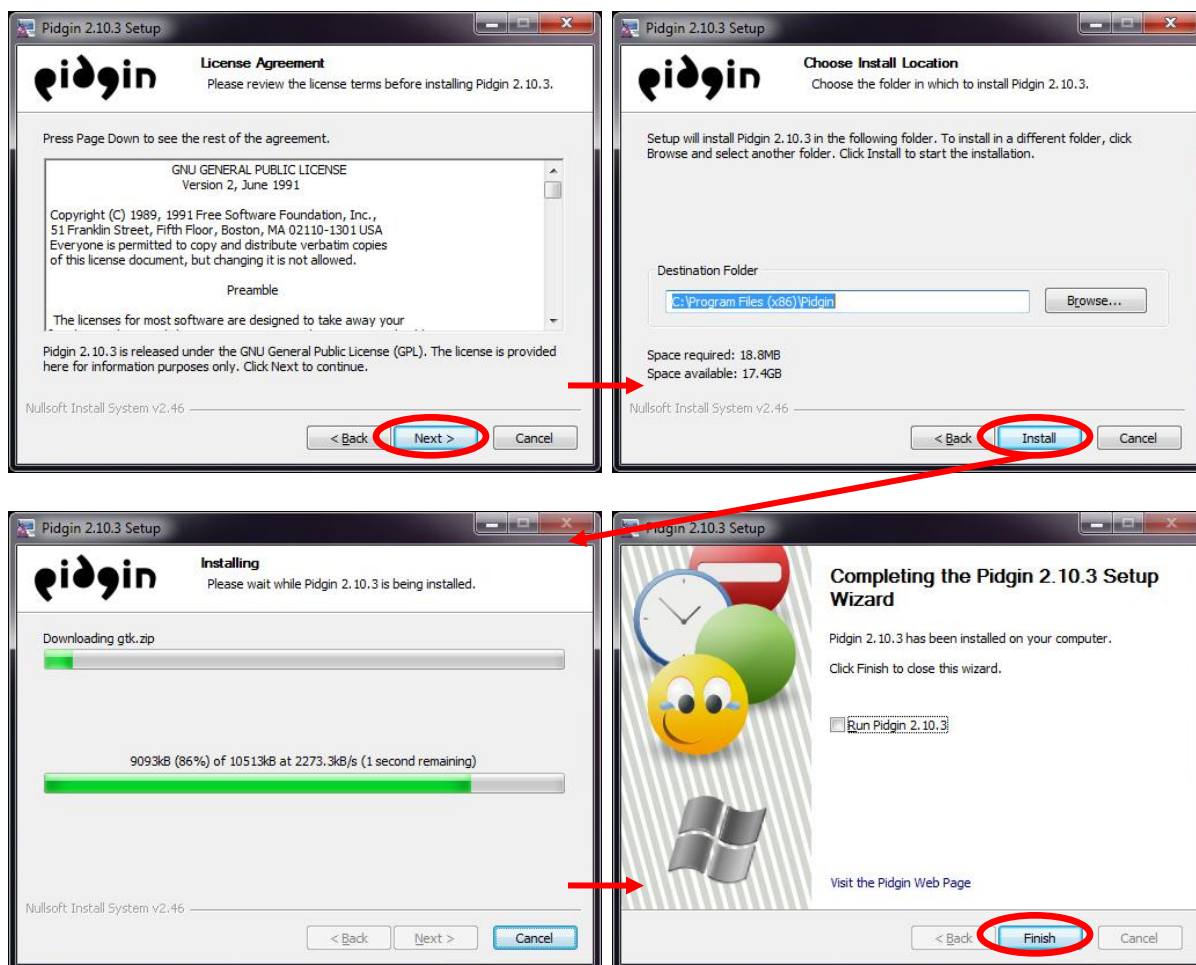 Pidgin 2.10.3 Setup
pidgin
License Agreement
Please review the license terms before installing Pidgin 2.10.3.
Press Page Down to see the rest of the agreement.
GNU GENERAL PUBLIC LICENSE
Version 2, June 1991
Copyright (C) 1989, 1991 Free Software Foundation, Inc.,
51 Franklin Street, Fifth Floor, Boston, MA 02110-1301 USA
Everyone is permitted to copy and distribute verbatim copies
of this license document, but changing it is not allowed.
Preamble
The licenses for most software are designed to take away your
Pidgin 2.10.3 is released under the GNU General Public License (GPL). The license is provided
here for information purposes only. Click Next to continue.
Nullsoft Install System v2.46
< Back Next > Cancel
Pidgin 2.10.3 Setup
pidgin
Choose Install Location
Choose the folder in which to install Pidgin 2.10.3.
Setup will install Pidgin 2.10.3 in the following folder. To install in a different folder, click
Browse and select another folder. Click Install to start the installation.
Destination Folder
C:\Program Files (x86)\Pidgin
Browse...
Space required: 18.8MB
Space available: 17.4GB
Nullsoft Install System v2.46
< Back Install Cancel
Pidgin 2.10.3 Setup
pidgin
Installing
Please wait while Pidgin 2.10.3 is being installed.
Downloading gtk.zip
9093kB (86%) of 10513kB at 2273.3kB/s (1 second remaining)
Nullsoft Install System v2.46
< Back Next > Cancel
Pidgin 2.10.3 Setup
Completing the Pidgin 2.10.3 Setup
Wizard
Pidgin 2.10.3 has been installed on your computer.
Click Finish to close this wizard.
Run Pidgin 2.10.3
Visit the Pidgin Web Page
< Back Finish Cancel